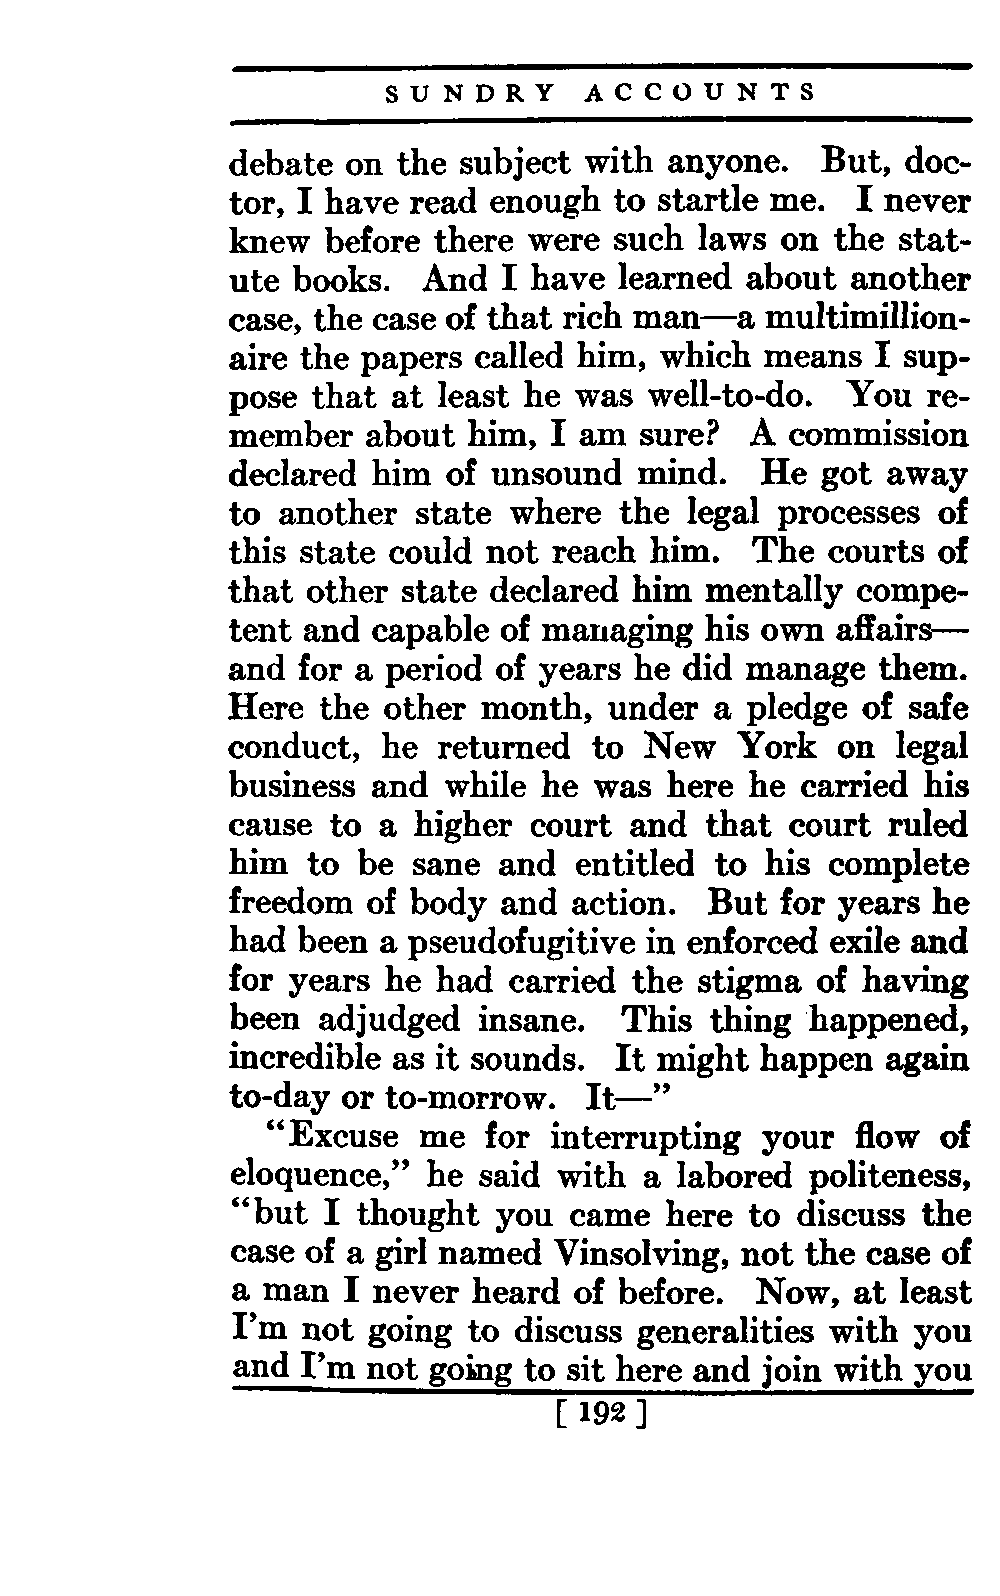 SUNDRY ACCOUNTS
debate on the subject with anyone. But, doc-
tor, I have read enough to startle me. I never
knew before there were such laws on the stat-
ute books. And I have learned about another
case, the case of that rich man—a multimillion-
aire the papers called him, which means I sup-
pose that at least he was well-to-do. You re-
member about him, I am sure? A commission
declared him of unsound mind. He got away
to another state where the legal processes of
this state could not reach him. The courts of
that other state declared him mentally compe-
tent and capable of managing his own affairs—
and for a period of years he did manage them.
Here the other month, under a pledge of safe
conduct, he returned to New York on legal
business and while he was here he carried his
cause to a higher court and that court ruled
him to be sane and entitled to his complete
freedom of body and action. But for years he
had been a pseudofugitive in enforced exile and
for years he had carried the stigma of having
been adjudged insane. This thing happened,
incredible as it sounds. It might happen again
to-day or to-morrow. It—”
“Excuse me for interrupting your flow of
eloquence,” he said with a labored politeness,
“but I thought you came here to discuss the
case of a girl named Vinsolving, not the case of
a man I never heard of before. Now, at least
I’m not going to discuss generalities with you
and I’m not going to sit here and join with you
[ 192 ]